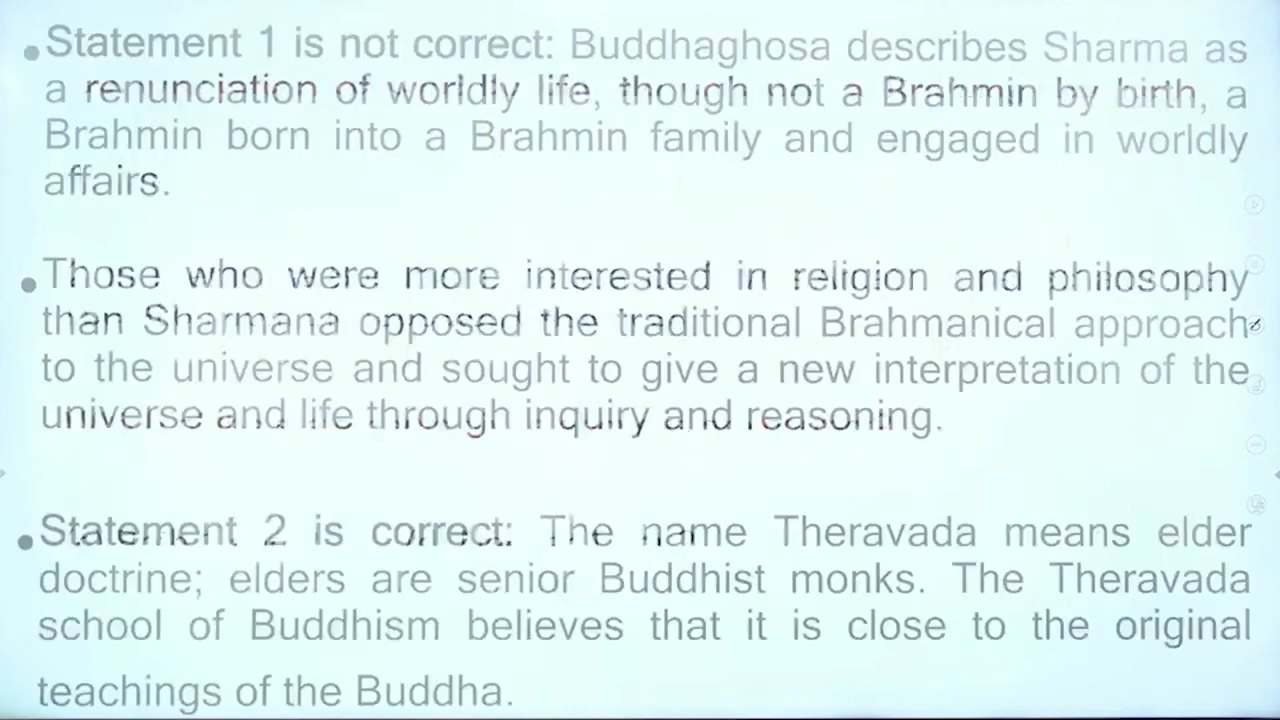 •Statement 1 is not correct: Buddhaghosa describes Sharma as
a renunciation of worldly life, though not a Brahmin by birth, a
Brahmin born into a Brahmin family and engaged in worldly
affairs.
•Those who were more interested in religion and philosophy
than Sharmana opposed the traditional Brahmanical approach
to the universe and sought to give a new interpretation of the
universe and life through inquiry and reasoning.
•Statement 2 is correct: The name Theravada means elder
doctrine; elders are senior Buddhist monks. The Theravada
school of Buddhism believes that it is close to the original
teachings of the Buddha.